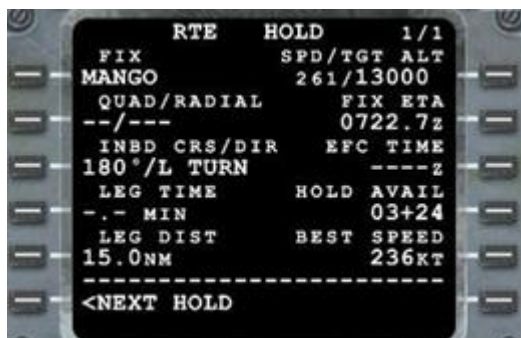 RTE HOLD 1/1
FIX SPD/TGT ALT
MANGO 261/13000
QUAD/RADIAL FIX ETA
--/--- 0722.7Z
INBD CRS/DIR EFC TIME
180°/L TURN ----Z
LEG TIME HOLD AVAIL
-.- MIN 03+24
LEG DIST BEST SPEED
15.0NM 236KT
------------------------
<NEXT HOLD